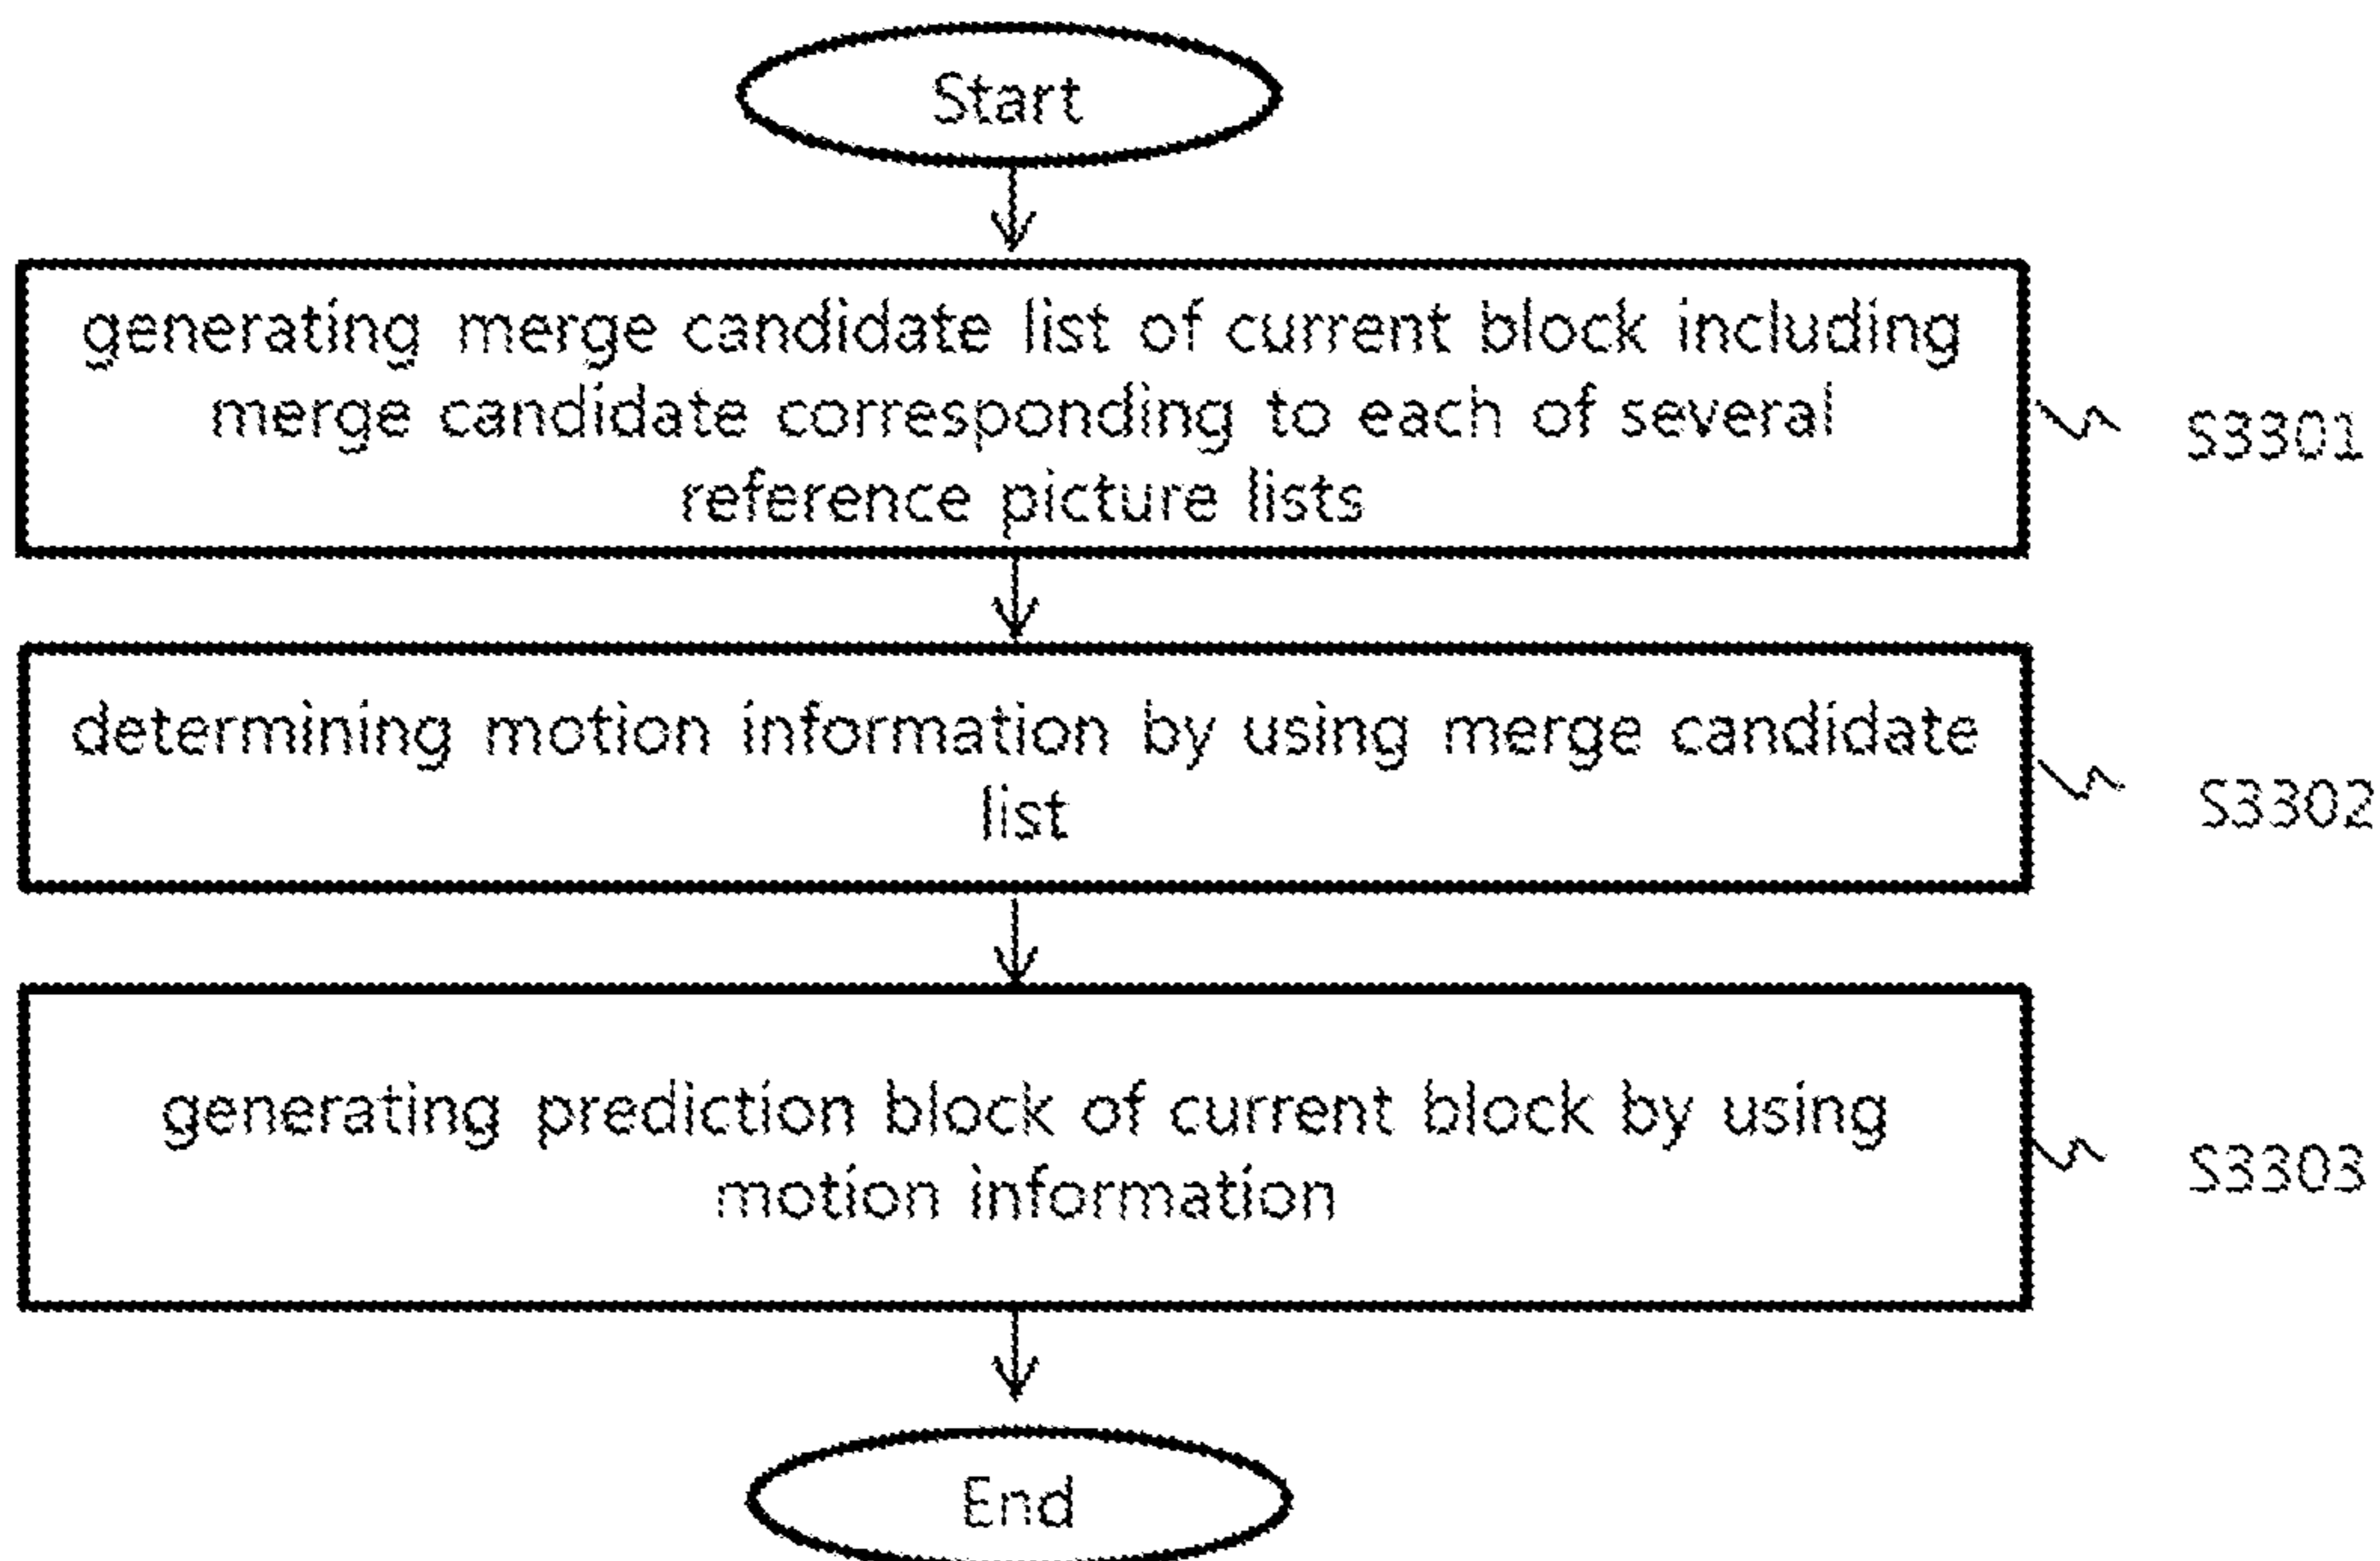 Start
generating merge candidate list of current block including
merge candidate corresponding to each of several
reference picture lists
S3301
determining motion information by using merge candidate
list
S3302
generating prediction block of current block by using
motion information
S3303
End